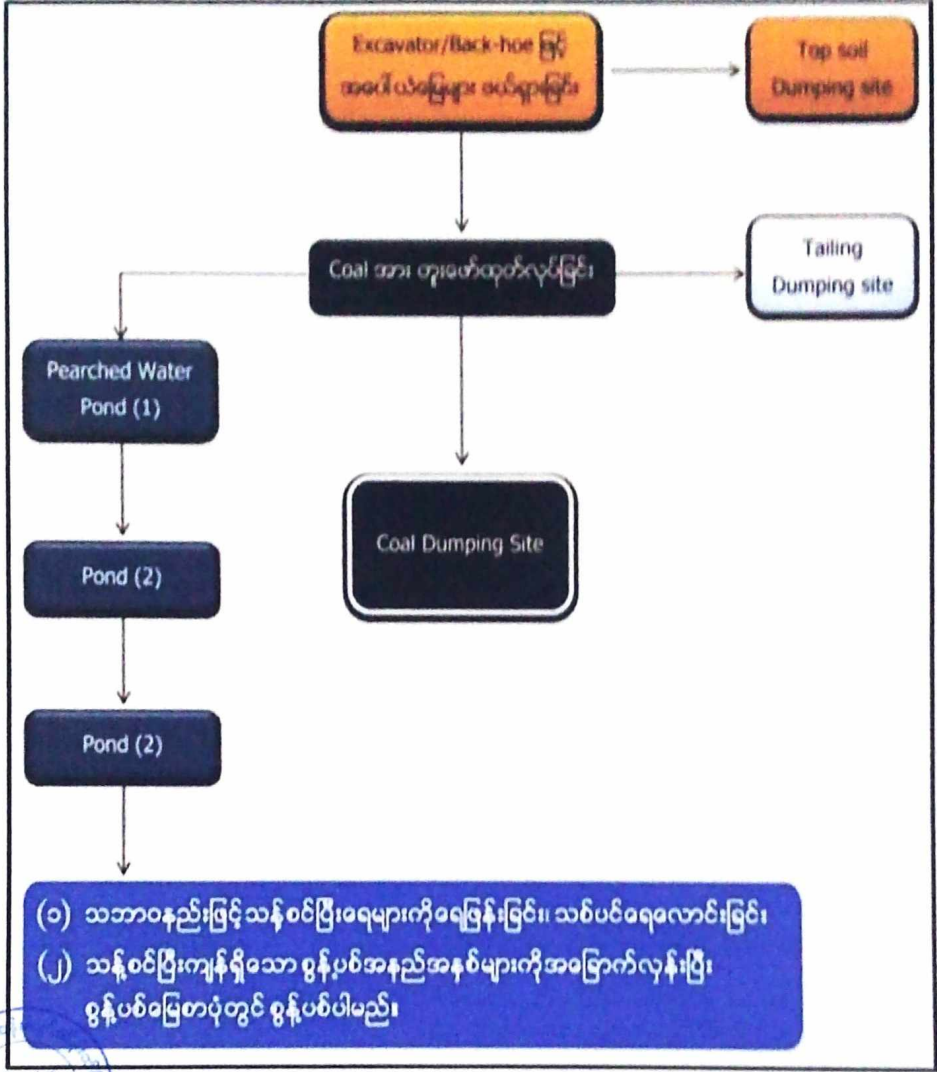 Excavator/Back-hoe ဖြင့်
အပေါ်ယံမြေများ ဖယ်ရှားခြင်း
Top soil
Dumping site
Coal အား တူးဖော်ထုတ်လုပ်ခြင်း
Tailing
Dumping site
Pearched Water
Pond (1)
Coal Dumping Site
Pond (2)
Pond (2)
(၁) သဘာဝနည်းဖြင့်သန့်စင်ပြီးရေများကိုရေဖြန်းခြင်း၊ သစ်ပင်ရေလောင်းခြင်း
(၂) သန့်စင်ပြီးကျန်ရှိသောစွန့်ပစ်အနည်အနှစ်များကိုအခြောက်လှန်းပြီး
စွန့်ပစ်မြေစာပုံတွင် စွန့်ပစ်ပါမည်။